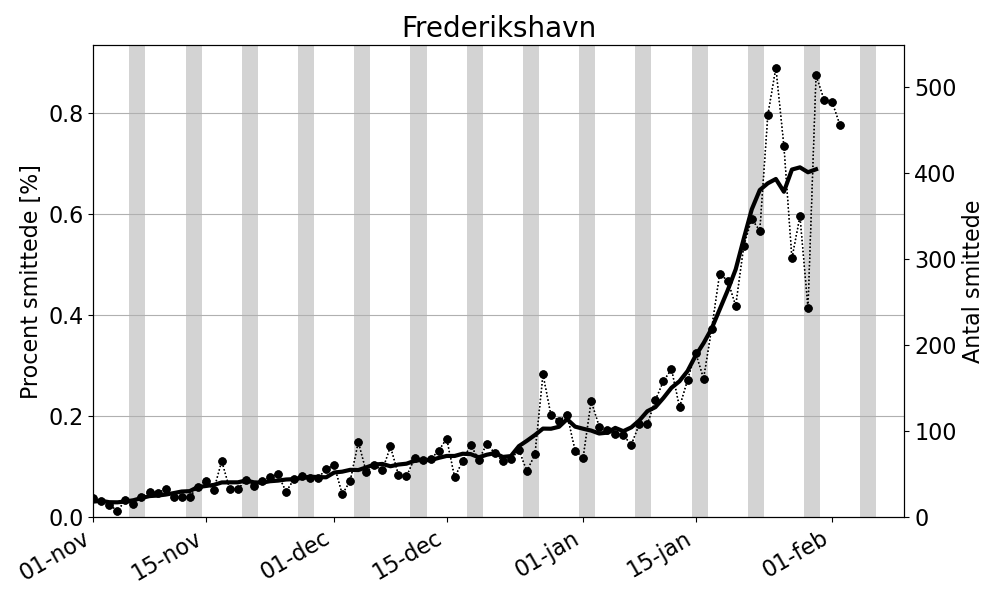 Frederikshavn
Procent smittede [%]
0.8
0.6
0.4
0.2
0.0
500
400
300
200
100
0
Antal smittede
01-nov
15-nov
01-dec
15-dec
01-jan
15-jan
01-feb